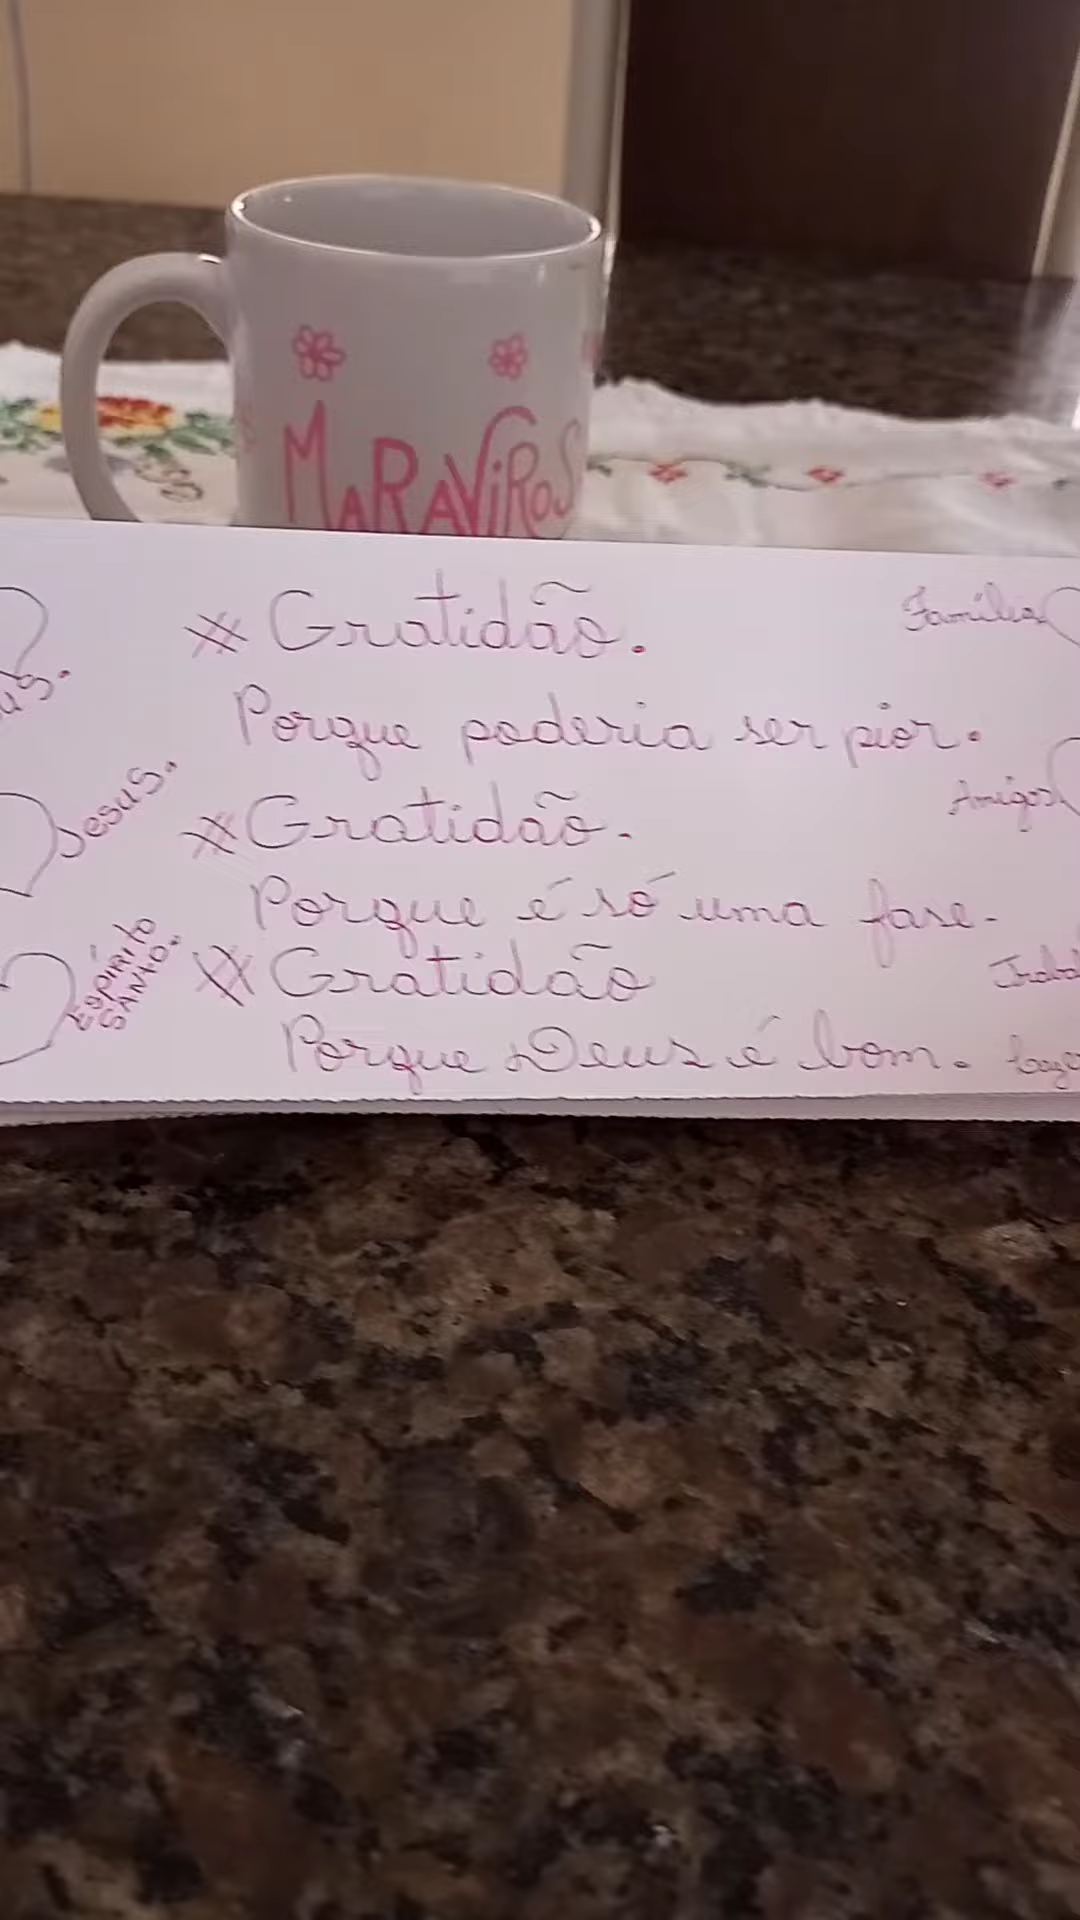 MARAVIROS
#Gratidão.
Família
Porque poderia ser pior.
Jesus.
Amigos
#Gratidão.
Porque é só uma fase.
Espírito
SANTO.
#Gratidão
Porque Deus é bom.